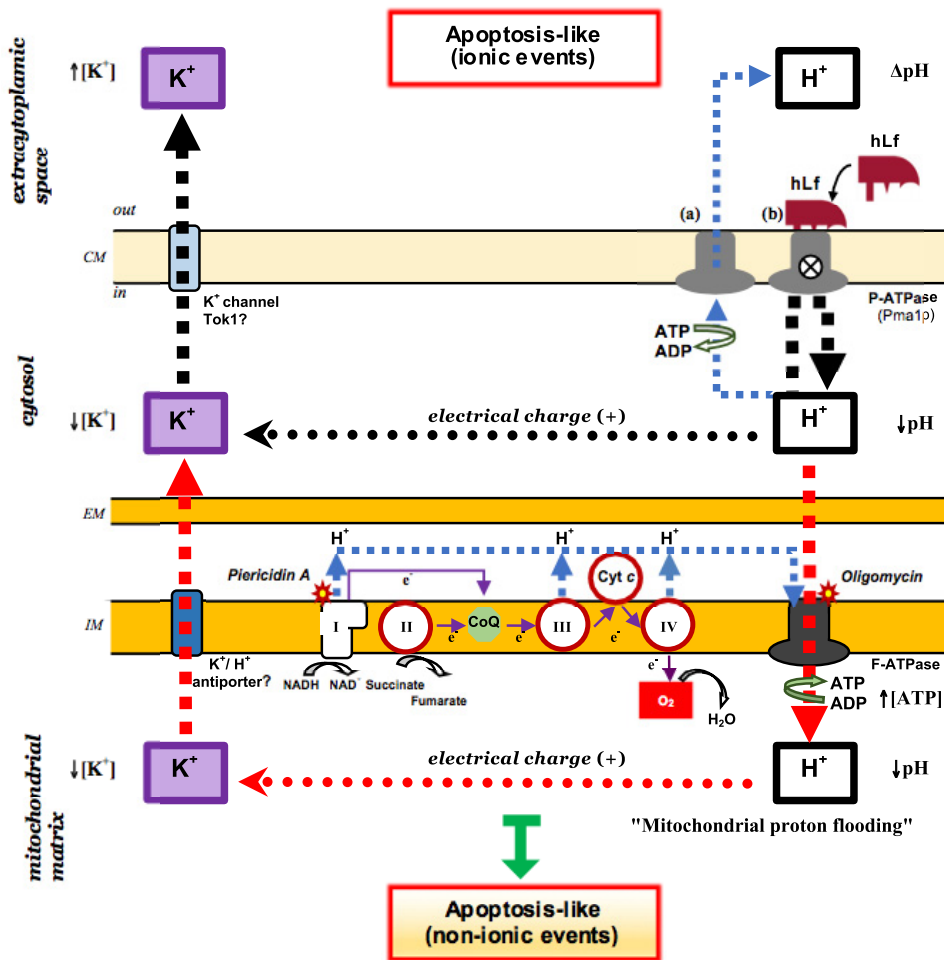 Apoptosis-like
(ionic events)
extracytoplamic
space
↑[K⁺]
K⁺
H⁺
ΔpH
hLf
hLf
out
(a)
(b)
CM
in
K⁺ channel
Tok1?
P-ATPase
(Pma1p)
ATP
ADP
cytosol
↓[K⁺]
K⁺
electrical charge (+)
H⁺
↓pH
EM
H⁺
H⁺
H⁺
Piericidin A
e⁻
Cyt c
Oligomycin
IM
I
II
e⁻
CoQ
e⁻
III
e⁻
IV
K⁺/ H⁺
antiporter?
NADH
NAD⁺
Succinate
Fumarate
e⁻
O₂
H₂O
F-ATPase
ATP
ADP
↑[ATP]
mitochondrial
matrix
↓[K⁺]
K⁺
electrical charge (+)
H⁺
↓pH
"Mitochondrial proton flooding"
Apoptosis-like
(non-ionic events)